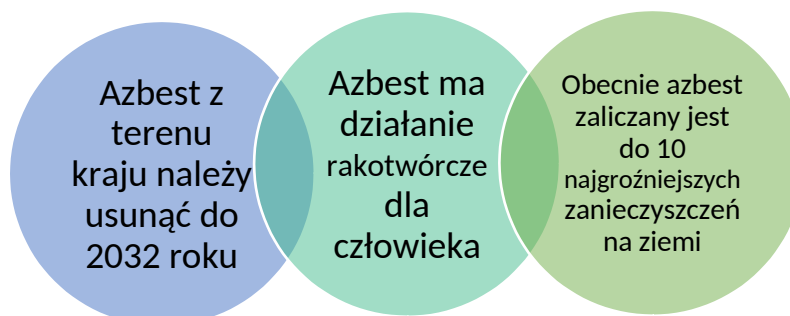 Azbest z
terenu
kraju należy
usunąć do
2032 roku
Azbest ma
działanie
rakotwórcze
dla
człowieka
Obecnie azbest
zaliczany jest
do 10
najgroźniejszych
zanieczyszczeń
na ziemi